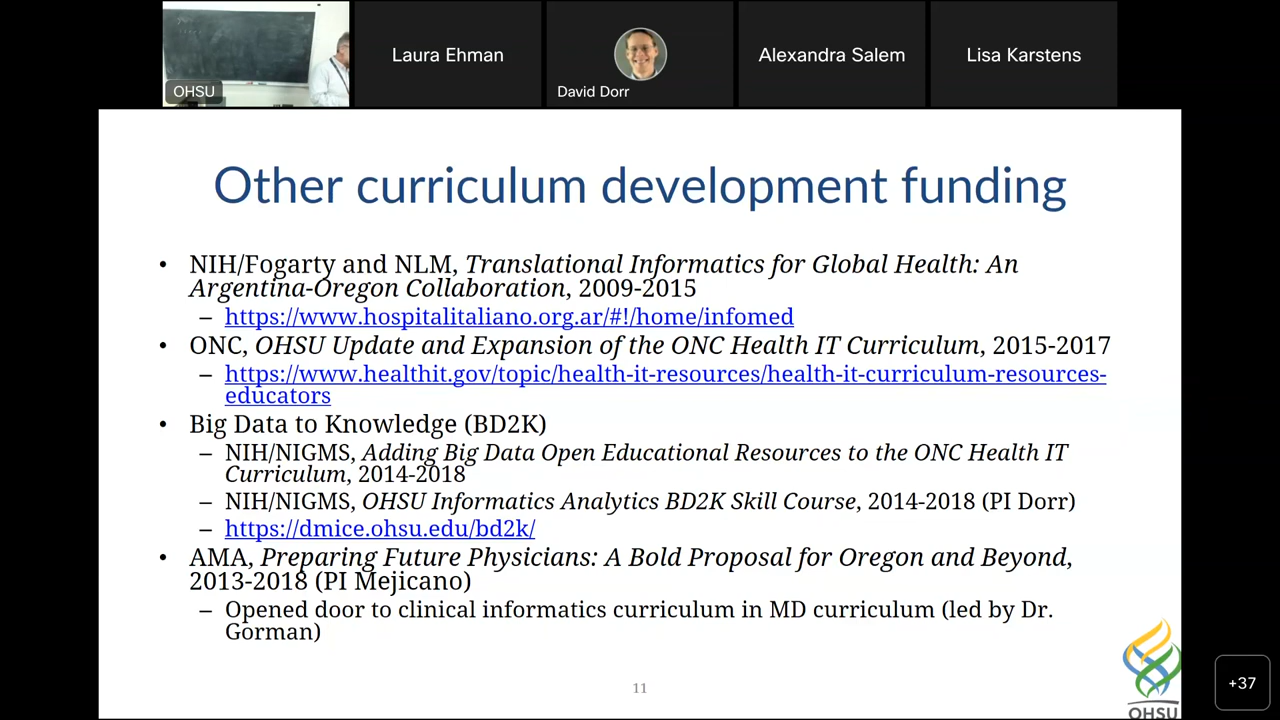 OHSU
Laura Ehman
David Dorr
Alexandra Salem
Lisa Karstens
Other curriculum development funding
• NIH/Fogarty and NLM, Translational Informatics for Global Health: An
Argentina-Oregon Collaboration, 2009-2015
– https://www.hospitalitaliano.org.ar/#!/home/infomed
• ONC, OHSU Update and Expansion of the ONC Health IT Curriculum, 2015-2017
– https://www.healthit.gov/topic/health-it-resources/health-it-curriculum-resources-
educators
• Big Data to Knowledge (BD2K)
– NIH/NIGMS, Adding Big Data Open Educational Resources to the ONC Health IT
Curriculum, 2014-2018
– NIH/NIGMS, OHSU Informatics Analytics BD2K Skill Course, 2014-2018 (PI Dorr)
– https://dmice.ohsu.edu/bd2k/
• AMA, Preparing Future Physicians: A Bold Proposal for Oregon and Beyond,
2013-2018 (PI Mejicano)
– Opened door to clinical informatics curriculum in MD curriculum (led by Dr.
Gorman)
11
OHSU
+37